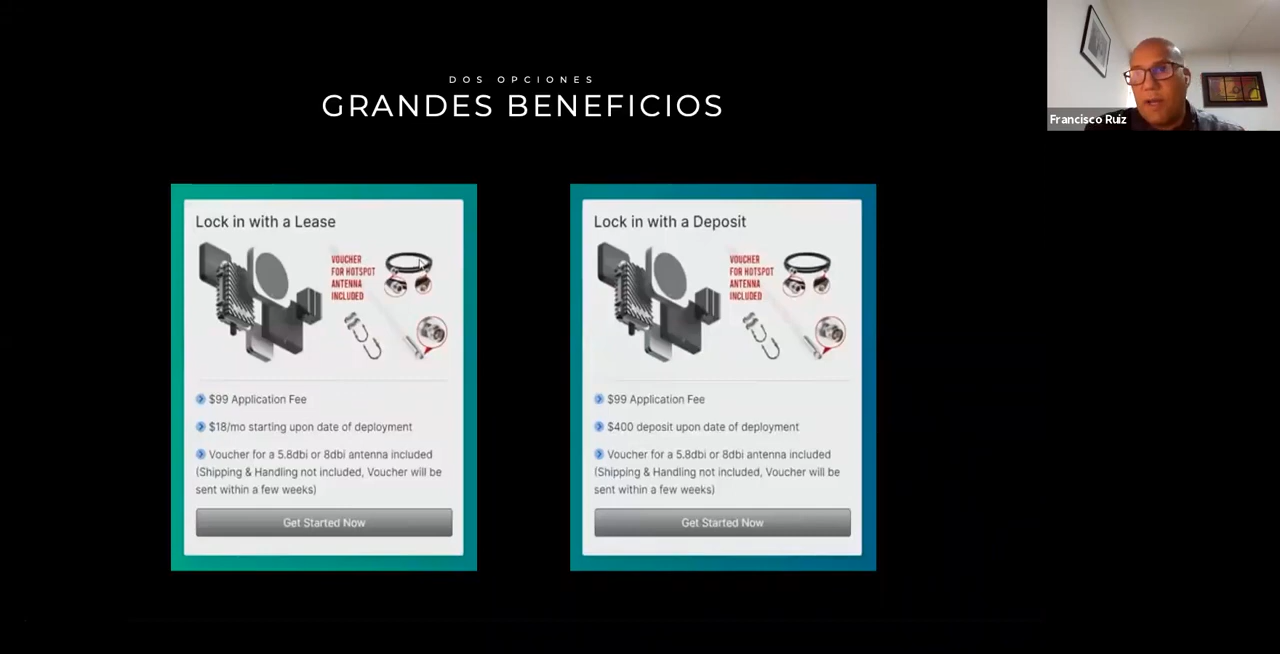 DOS OPCIONES
GRANDES BENEFICIOS
Francisco Ruiz
Lock in with a Lease
VOUCHER
FOR HOTSPOT
ANTENNA
INCLUDED
$99 Application Fee
$18/mo starting upon date of deployment
Voucher for a 5.8dbi or 8dbi antenna included
(Shipping & Handling not included, Voucher will be
sent within a few weeks)
Get Started Now
Lock in with a Deposit
VOUCHER
FOR HOTSPOT
ANTENNA
INCLUDED
$99 Application Fee
$400 deposit upon date of deployment
Voucher for a 5.8dbi or 8dbi antenna included
(Shipping & Handling not included, Voucher will be
sent within a few weeks)
Get Started Now